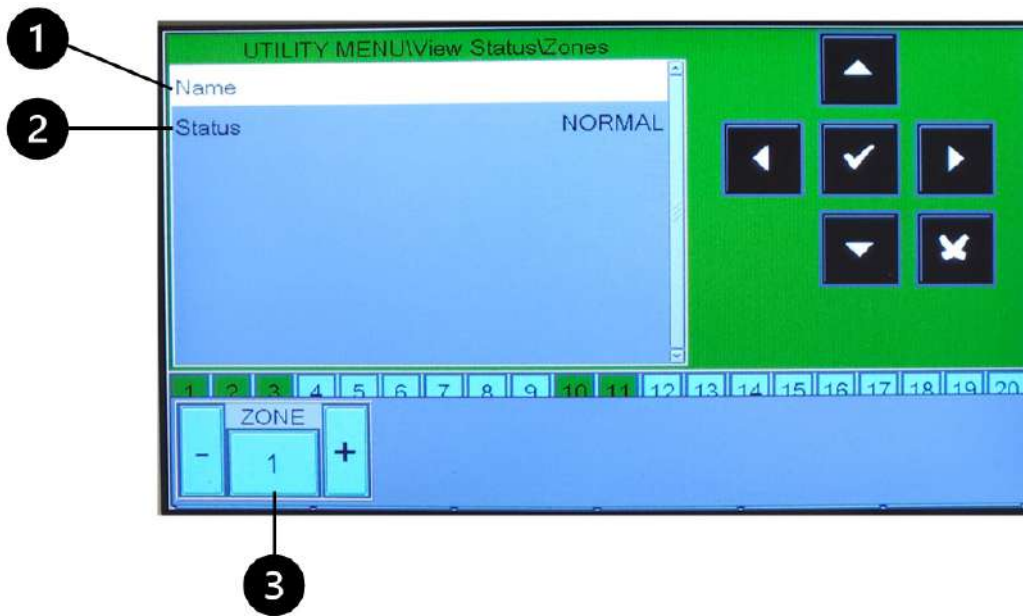 1
UTILITY MENU\View Status\Zones
Name
2
Status NORMAL
1 2 3 4 5 6 7 8 9 10 11 12 13 14 15 16 17 18 19 20
ZONE
- 1 +
3